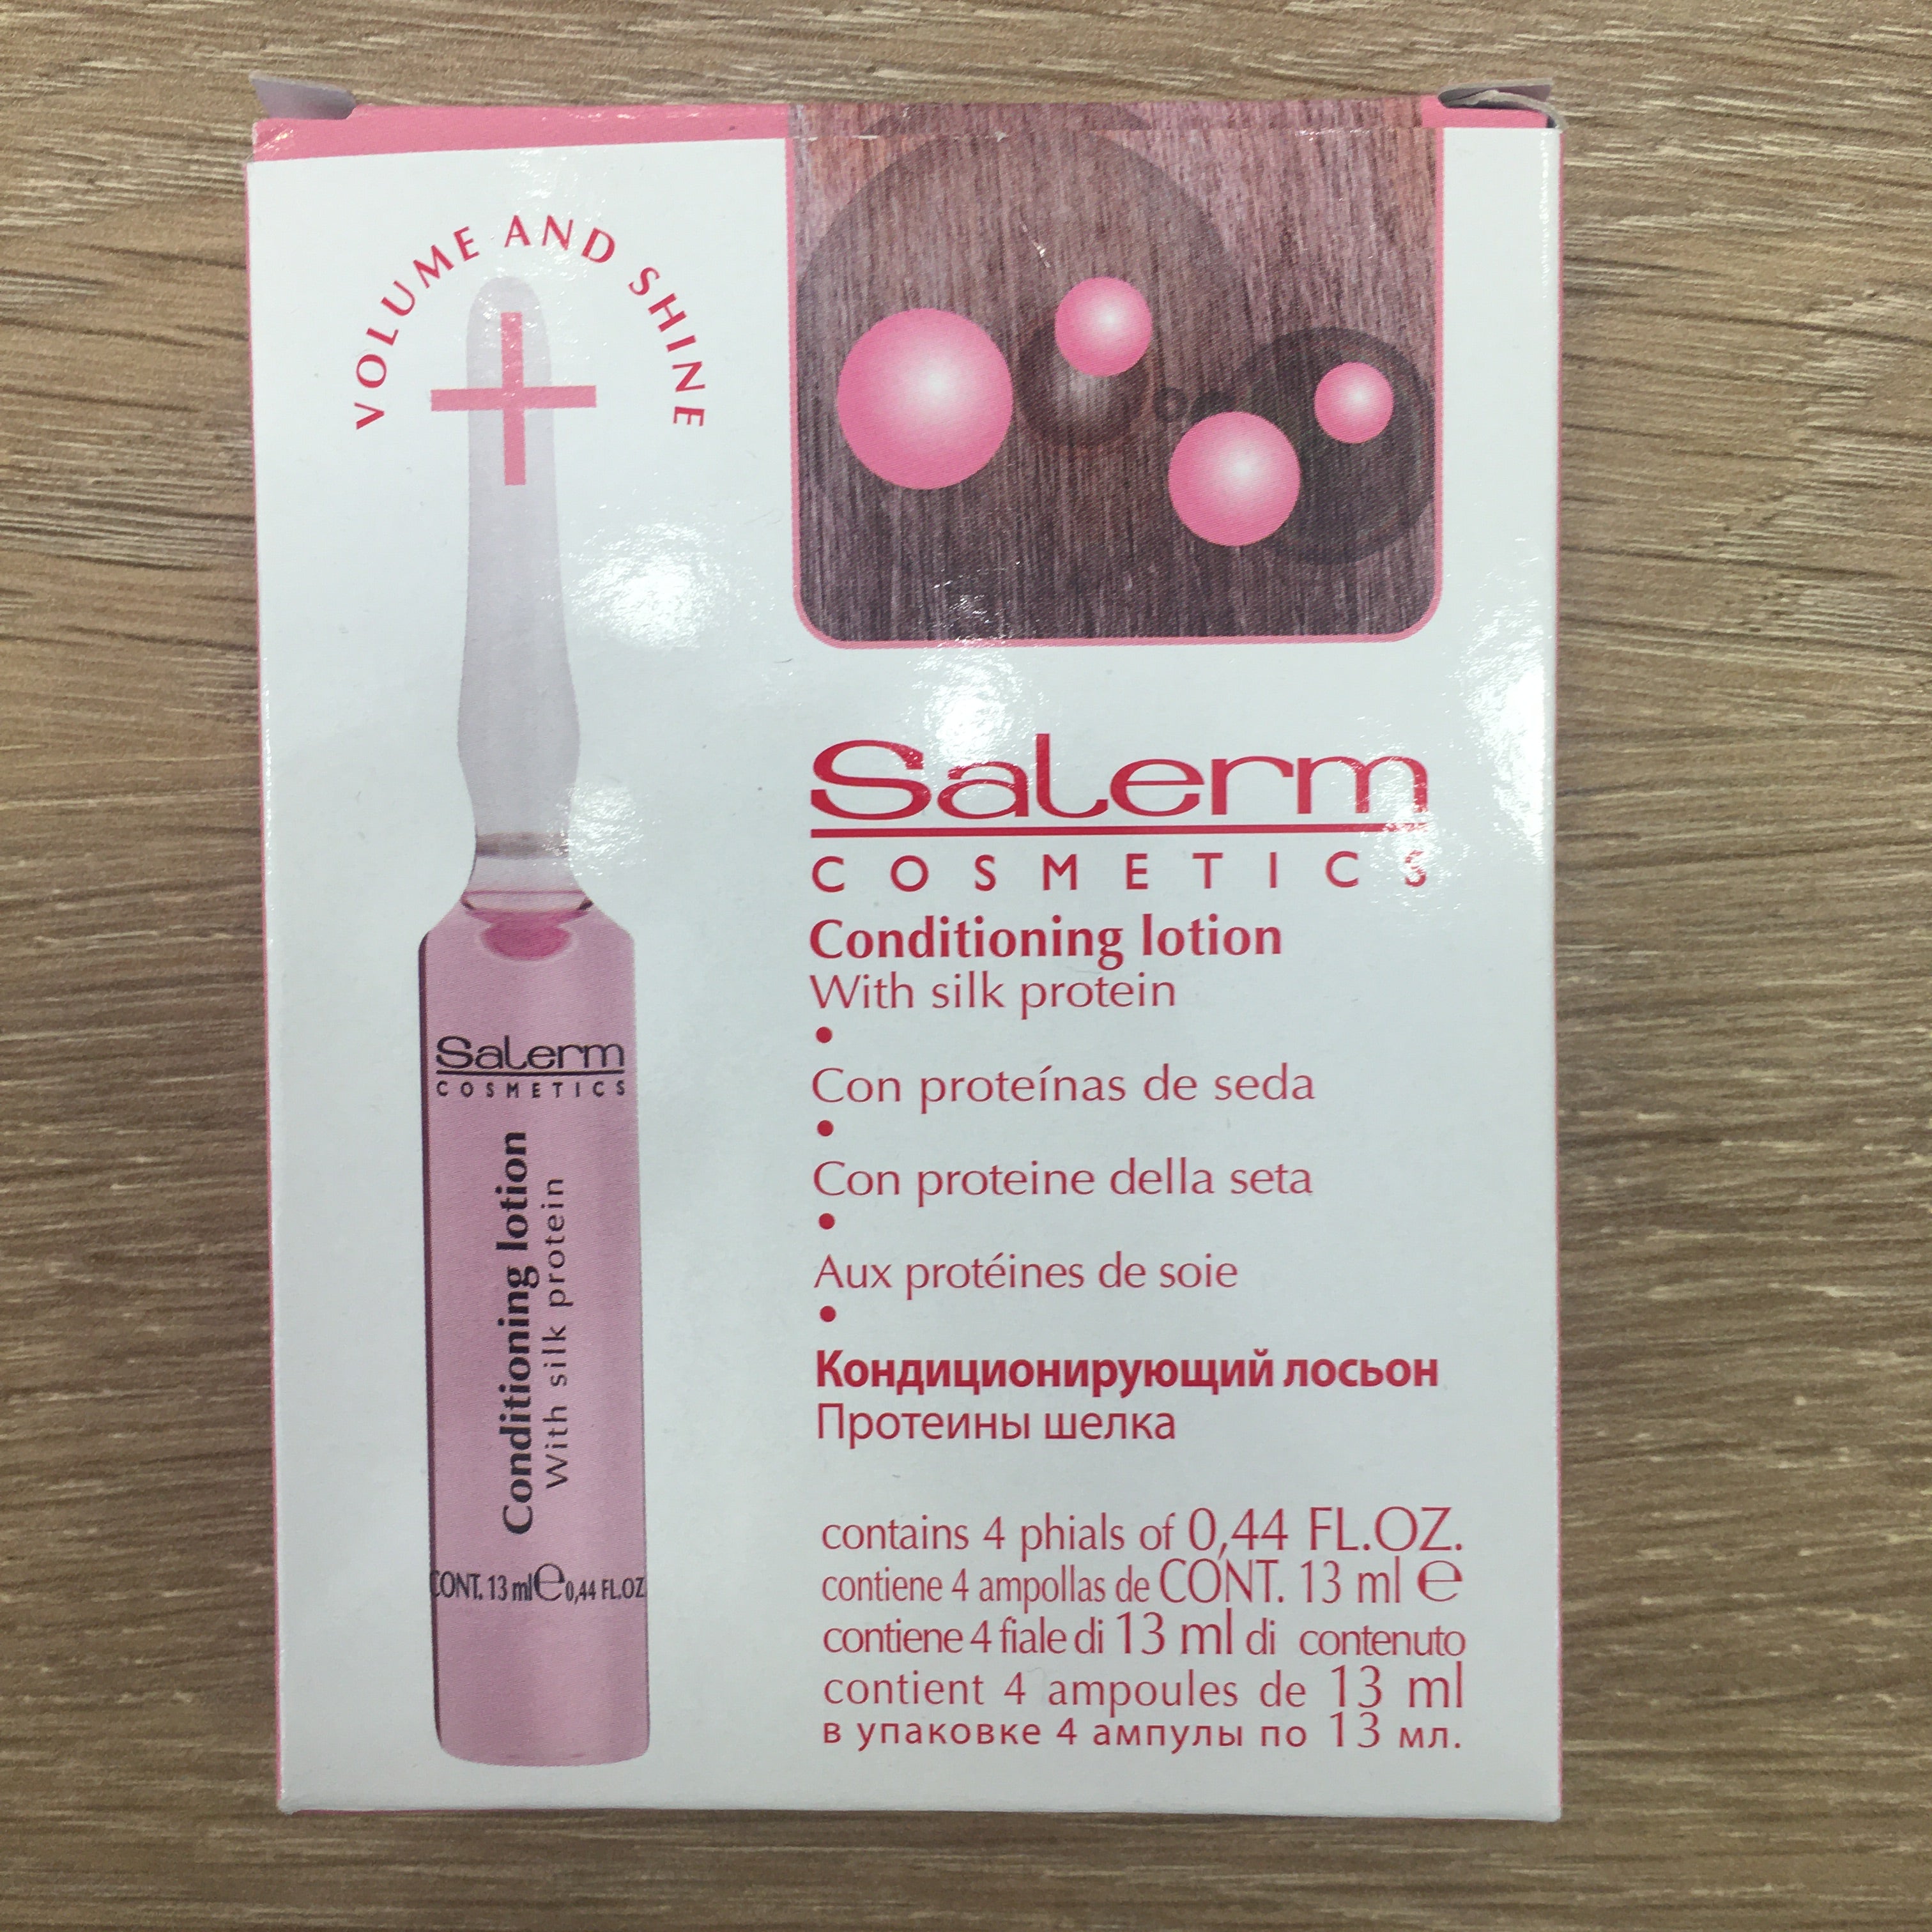 VOLUME AND SHINE
Salerm
COSMETICS
Conditioning lotion
With silk protein
Con proteínas de seda
Con proteine della seta
Aux protéines de soie
Кондиционирующий лосьон
Протеины шелка
contains 4 phials of 0,44 FL.OZ.
contiene 4 ampollas de CONT. 13 ml ℮
contiene 4 fiale di 13 ml di contenuto
contient 4 ampoules de 13 ml
в упаковке 4 ампулы по 13 мл.
Salerm
COSMETICS
Conditioning lotion
With silk protein
CONT. 13 ml ℮ 0,44 FL.OZ